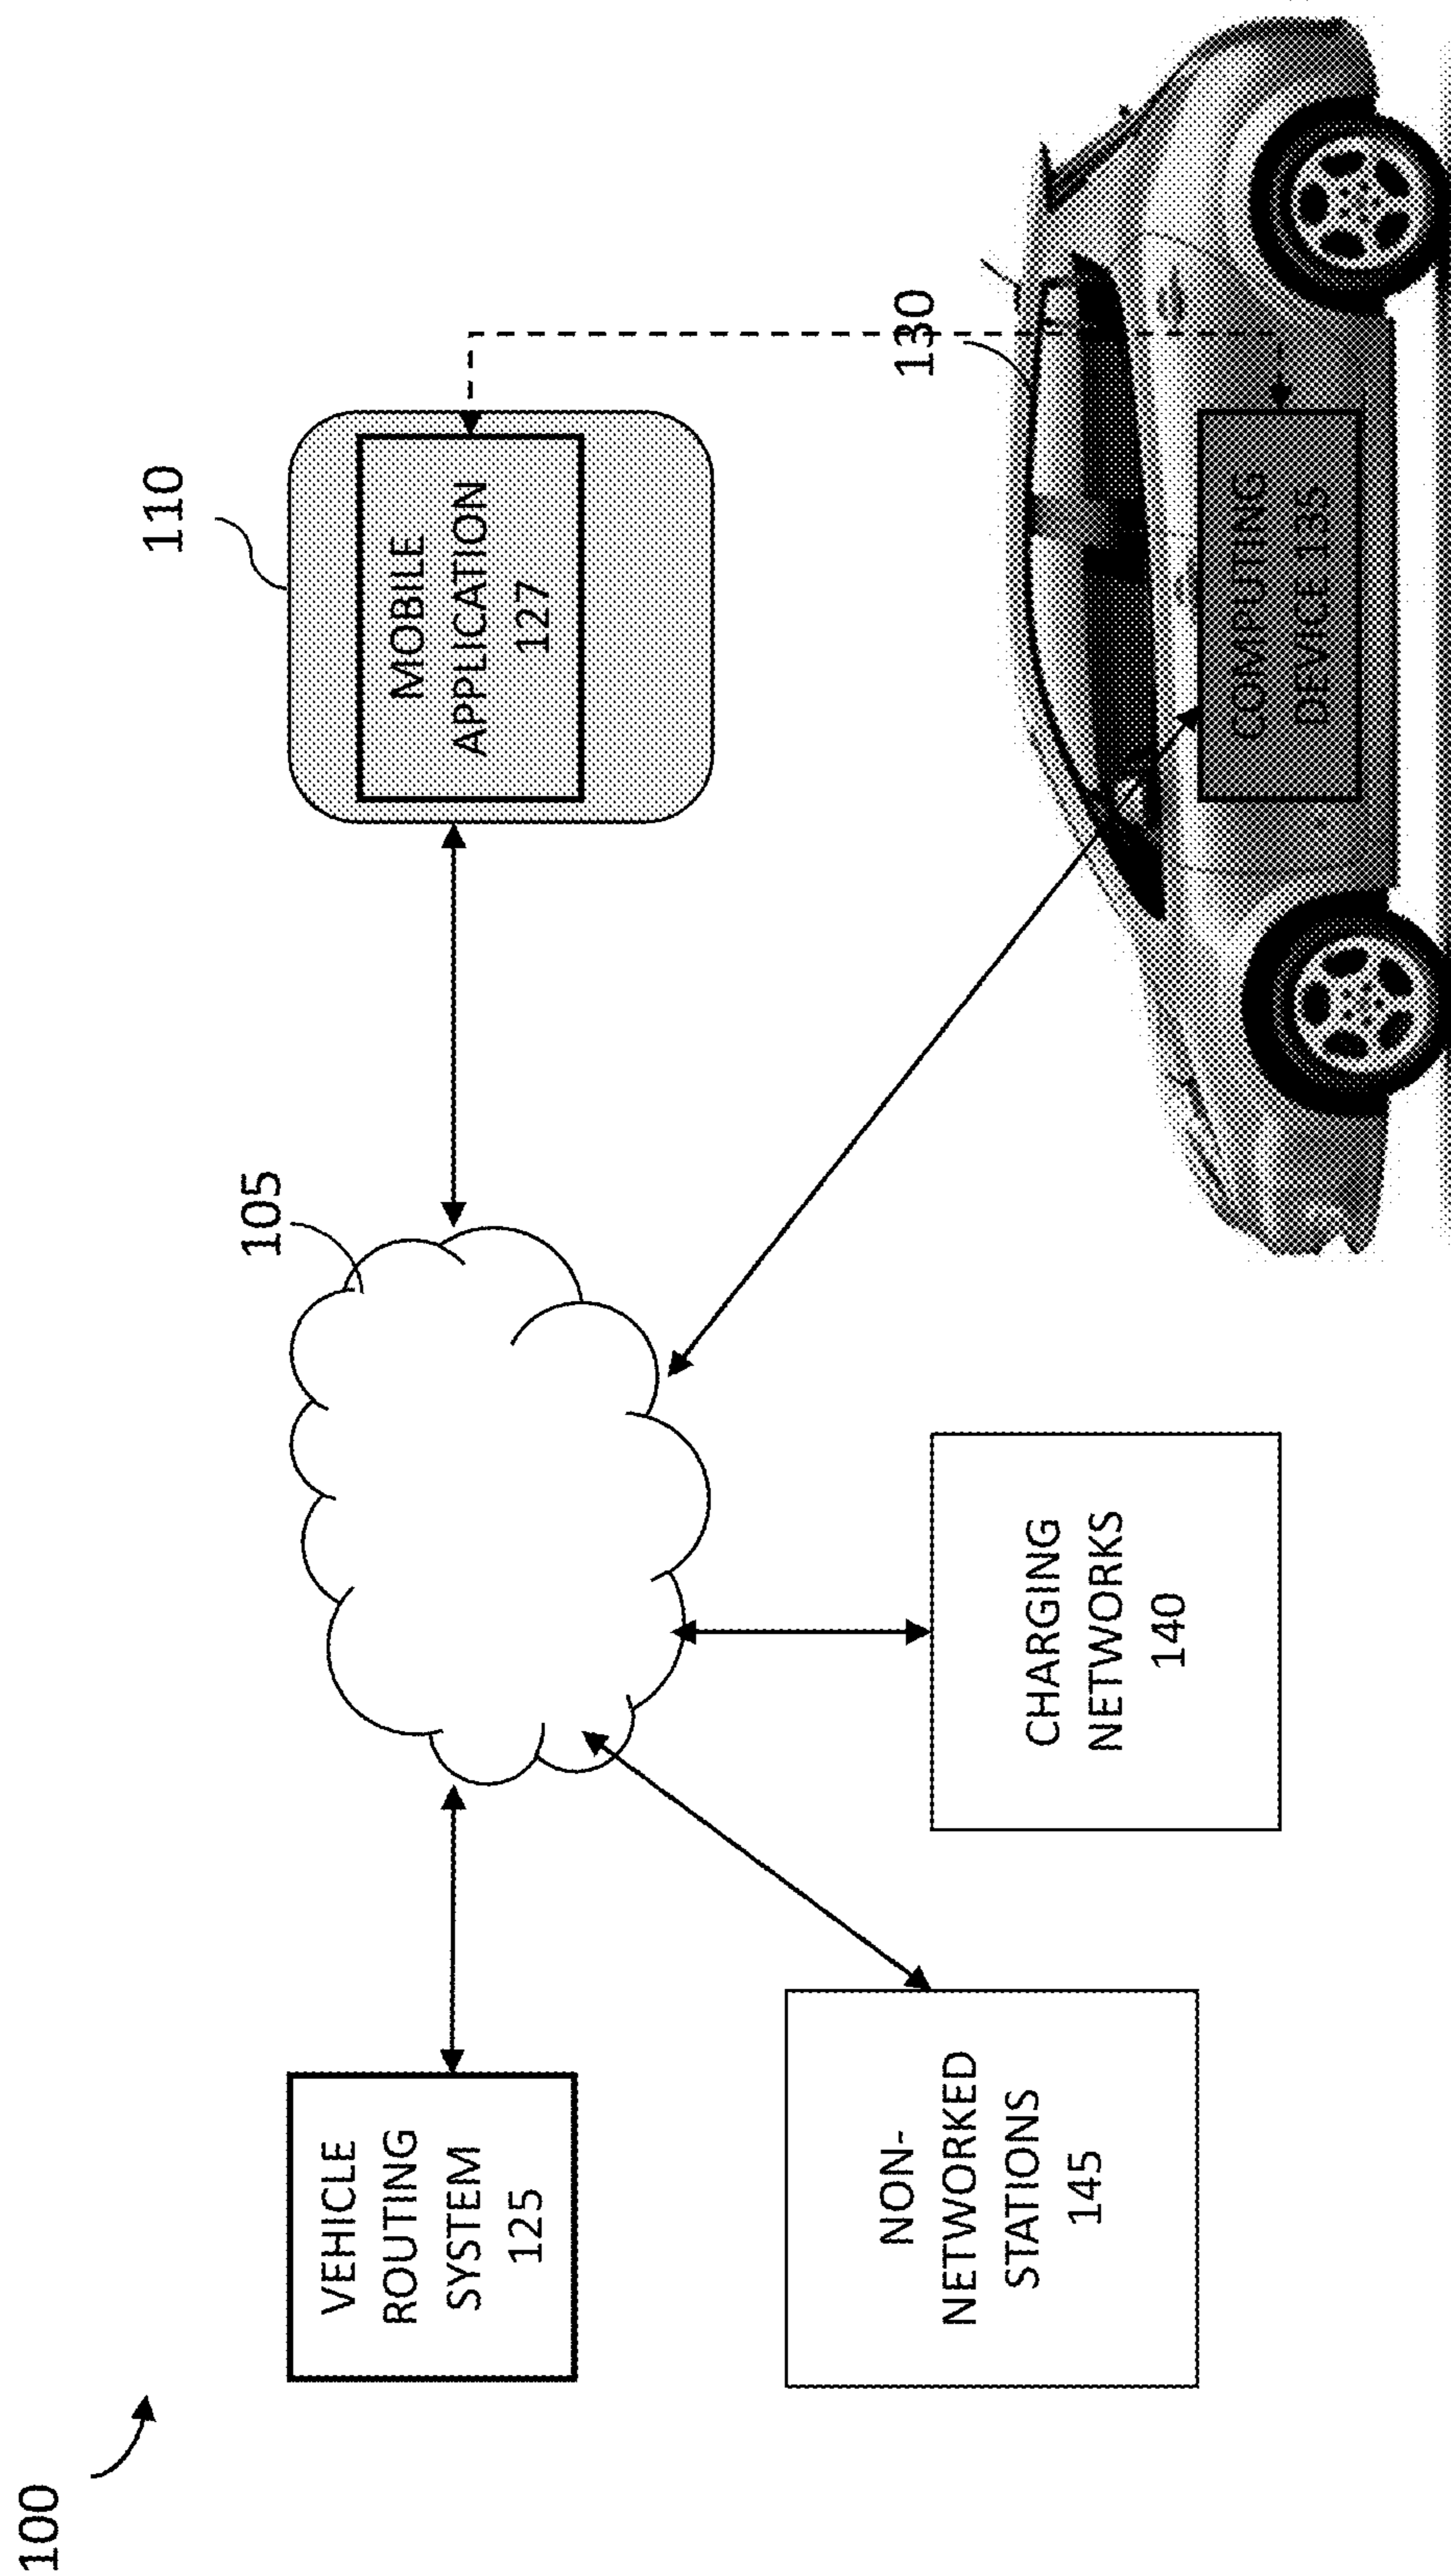 100
VEHICLE
ROUTING
SYSTEM
125
105
110
MOBILE
APPLICATION
127
NON-
NETWORKED
STATIONS
145
CHARGING
NETWORKS
140
130
COMPUTING
DEVICE 135